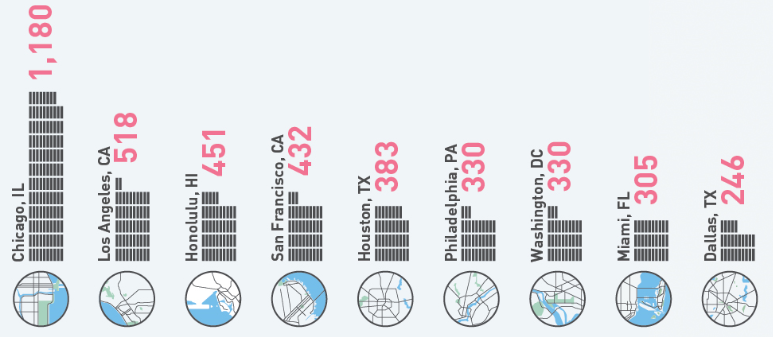 Chicago, IL
1,180
Los Angeles, CA
518
Honolulu, HI
451
San Francisco, CA
432
Houston, TX
383
Philadelphia, PA
330
Washington, DC
330
Miami, FL
305
Dallas, TX
246